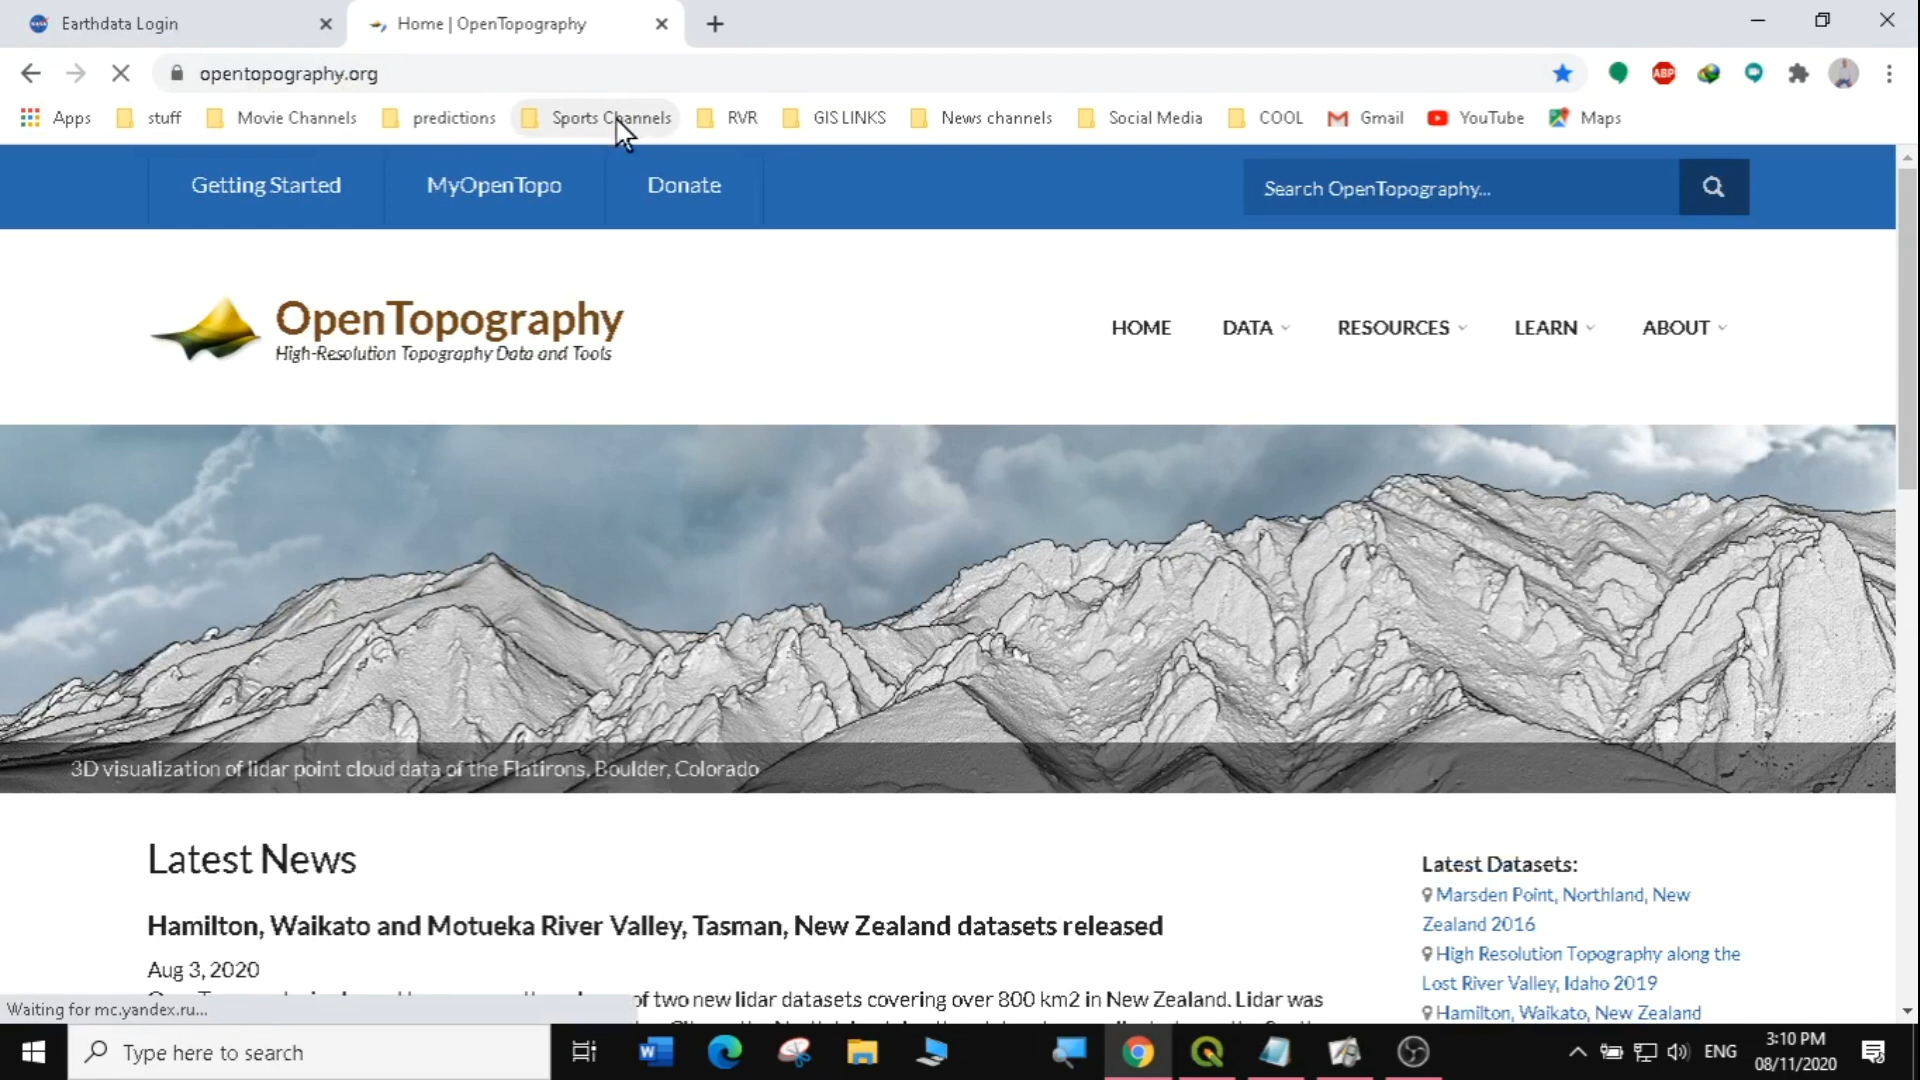 Earthdata Login
Home | OpenTopography
opentopography.org
ABP
Apps stuff Movie Channels predictions Sports Channels RVR GIS LINKS News channels Social Media COOL Gmail YouTube Maps
Getting Started MyOpenTopo Donate Search OpenTopography...
OpenTopography
High-Resolution Topography Data and Tools
HOME DATA RESOURCES LEARN ABOUT
3D visualization of lidar point cloud data of the Flatirons, Boulder, Colorado
Latest News
Hamilton, Waikato and Motueka River Valley, Tasman, New Zealand datasets released
Aug 3, 2020
of two new lidar datasets covering over 800 km2 in New Zealand. Lidar was
Latest Datasets:
Marsden Point, Northland, New
Zealand 2016
High Resolution Topography along the
Lost River Valley, Idaho 2019
Hamilton, Waikato, New Zealand
Waiting for mc.yandex.ru...
Type here to search
ENG
3:10 PM
08/11/2020